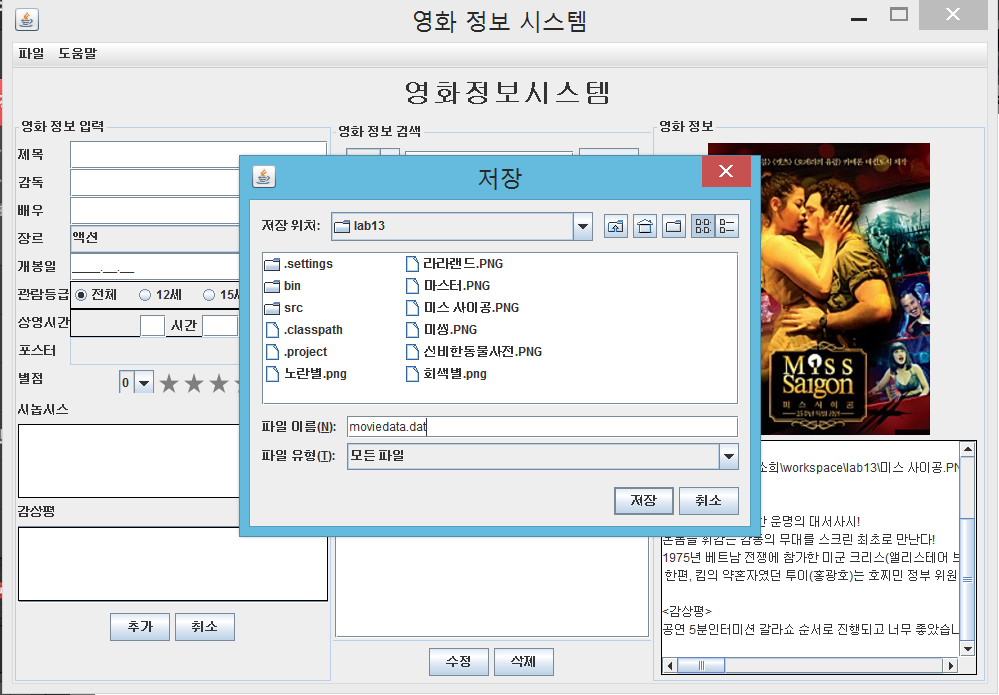 영화 정보 시스템
파일 도움말
영화정보시스템
영화 정보 입력
제목
감독
배우
장르 액션
개봉일 ____.__.__
관람등급 전체 12세 15세
상영시간 시간
포스터
별점 0
시놉시스
감상평
추가 취소
영화 정보 검색
수정 삭제
저장
저장 위치: lab13
.settings
bin
src
.classpath
.project
노란별.png
라라랜드.PNG
마스터.PNG
미스 사이공.PNG
미씽.PNG
신비한동물사전.PNG
회색별.png
파일 이름(N): moviedata.dat
파일 유형(T): 모든 파일
저장 취소
영화 정보
MISS
Saigon
미스사이공
소희\workspace\lab13\미스 사이공.PN
운명의 대서사시!
감동의 무대를 스크린 최초로 만난다!
1975년 베트남 전쟁에 참가한 미군 크리스(앨리스테어 브
한편, 킴의 약혼자였던 투이(홍광호)는 호찌민 정부 위원
<감상평>
공연 5분인터미션 갈라쇼 순서로 진행되고 너무 좋았습니